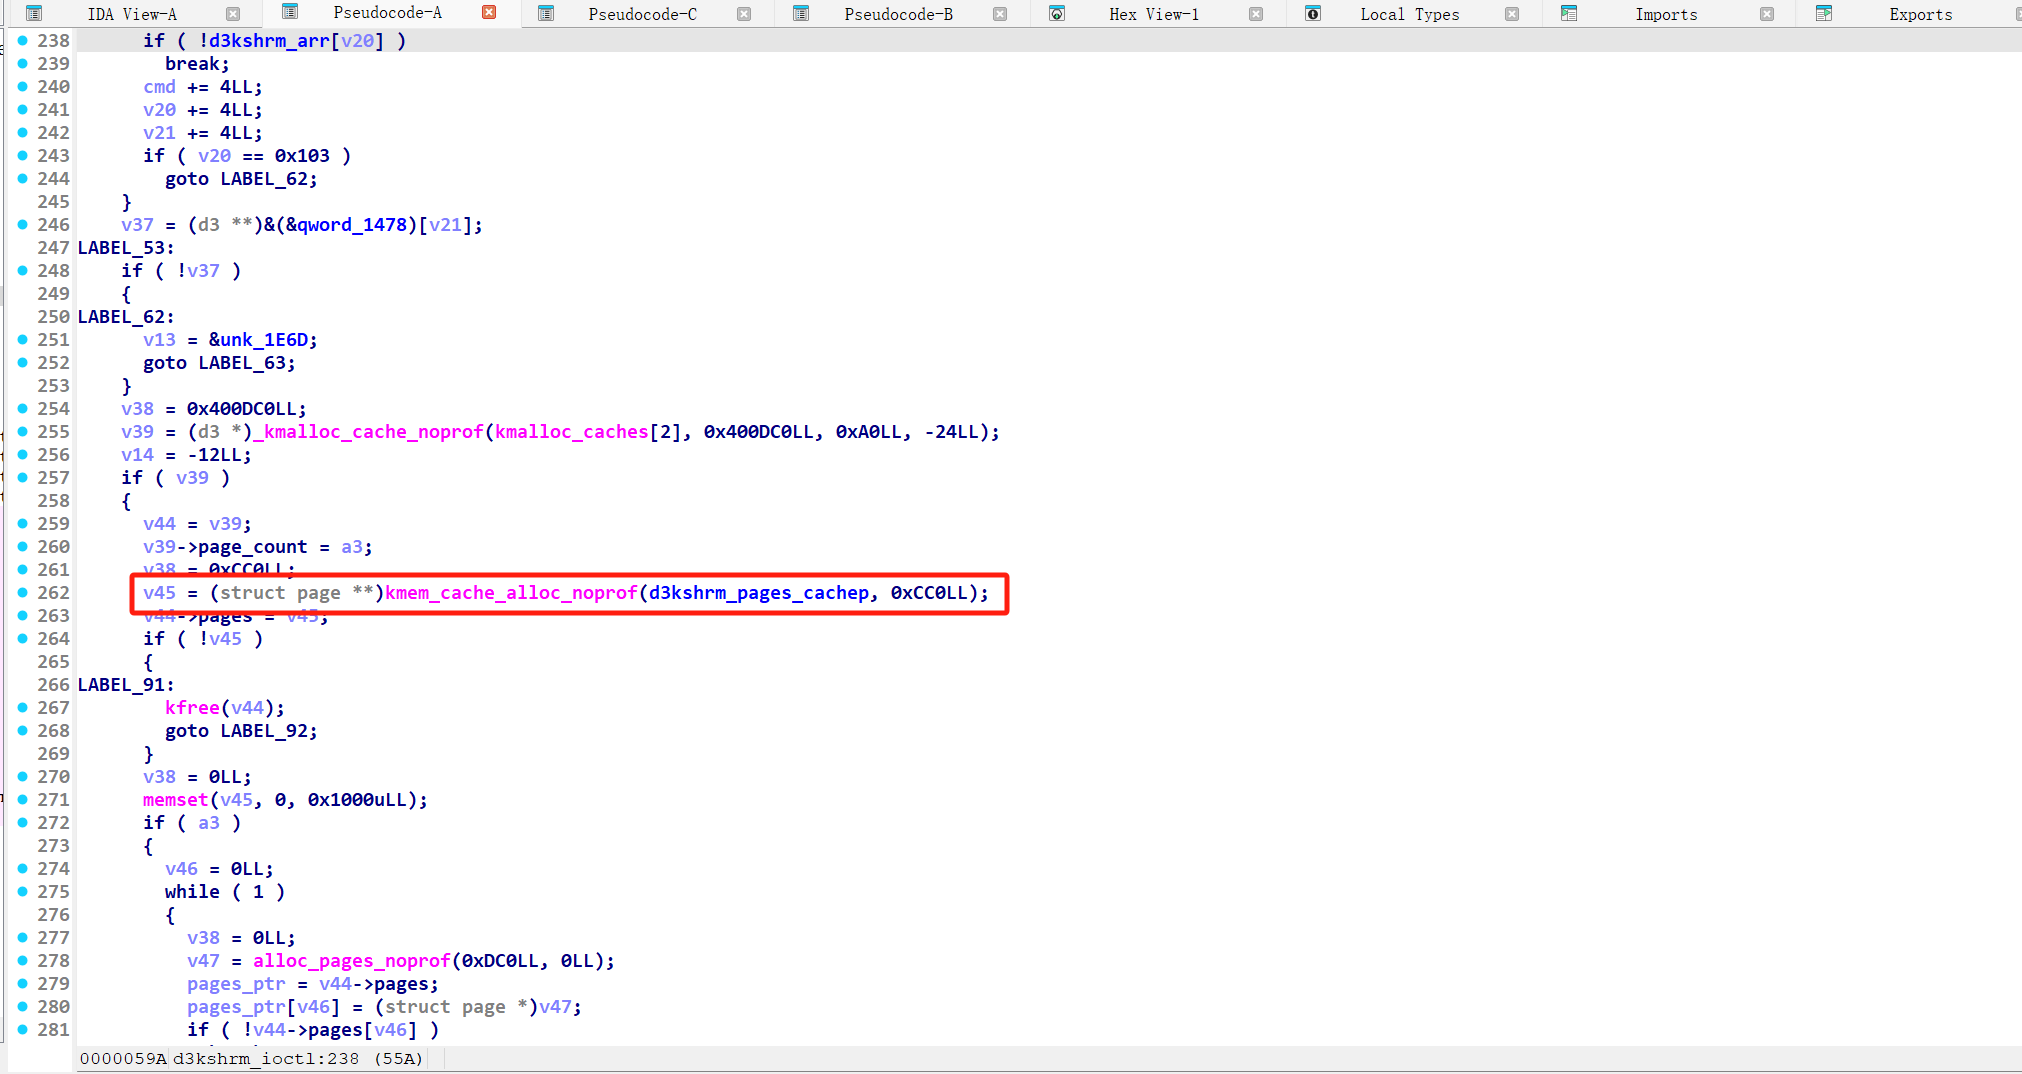 IDA View-A Pseudocode-A Pseudocode-C Pseudocode-B Hex View-1 Local Types Imports Exports
238 if ( !d3kshrm_arr[v20] )
239 break;
240 cmd += 4LL;
241 v20 += 4LL;
242 v21 += 4LL;
243 if ( v20 == 0x103 )
244 goto LABEL_62;
245 }
246 v37 = (d3 **)&(&qword_1478)[v21];
247 LABEL_53:
248 if ( !v37 )
249 {
250 LABEL_62:
251 v13 = &unk_1E6D;
252 goto LABEL_63;
253 }
254 v38 = 0x400DC0LL;
255 v39 = (d3 *)_kmalloc_cache_noprof(kmalloc_caches[2], 0x400DC0LL, 0xA0LL, -24LL);
256 v14 = -12LL;
257 if ( v39 )
258 {
259 v44 = v39;
260 v39->page_count = a3;
261 v38 = 0xCC0LL;
262 v45 = (struct page **)kmem_cache_alloc_noprof(d3kshrm_pages_cachep, 0xCC0LL);
263 v44->pages = v45;
264 if ( !v45 )
265 {
266 LABEL_91:
267 kfree(v44);
268 goto LABEL_92;
269 }
270 v38 = 0LL;
271 memset(v45, 0, 0x1000uLL);
272 if ( a3 )
273 {
274 v46 = 0LL;
275 while ( 1 )
276 {
277 v38 = 0LL;
278 v47 = alloc_pages_noprof(0xDC0LL, 0LL);
279 pages_ptr = v44->pages;
280 pages_ptr[v46] = (struct page *)v47;
281 if ( !v44->pages[v46] )
0000059A d3kshrm_ioctl:238 (55A)